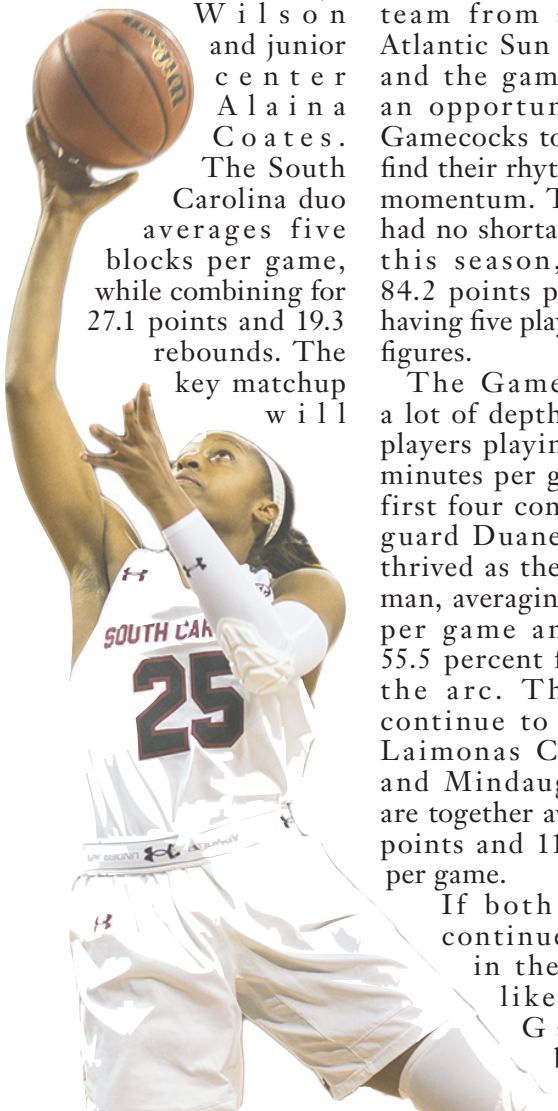 Wilson
and junior
center
Alaina
Coates.
The South
Carolina duo
averages five
blocks per game,
while combining for
27.1 points and 19.3
rebounds. The
key matchup
will
team from
Atlantic Sun
and the gam
an opportun
Gamecocks to
find their rhyt
momentum. T
had no shorta
this season,
84.2 points p
having five play
figures.
The Game
a lot of depth
players playin
minutes per g
first four con
guard Duane
thrived as the
man, averagin
per game an
55.5 percent f
the arc. Th
continue to
Laimonas C
and Mindaug
are together av
points and 11
per game.
If both
continue
in the
like
G
SOUTH CAR
25